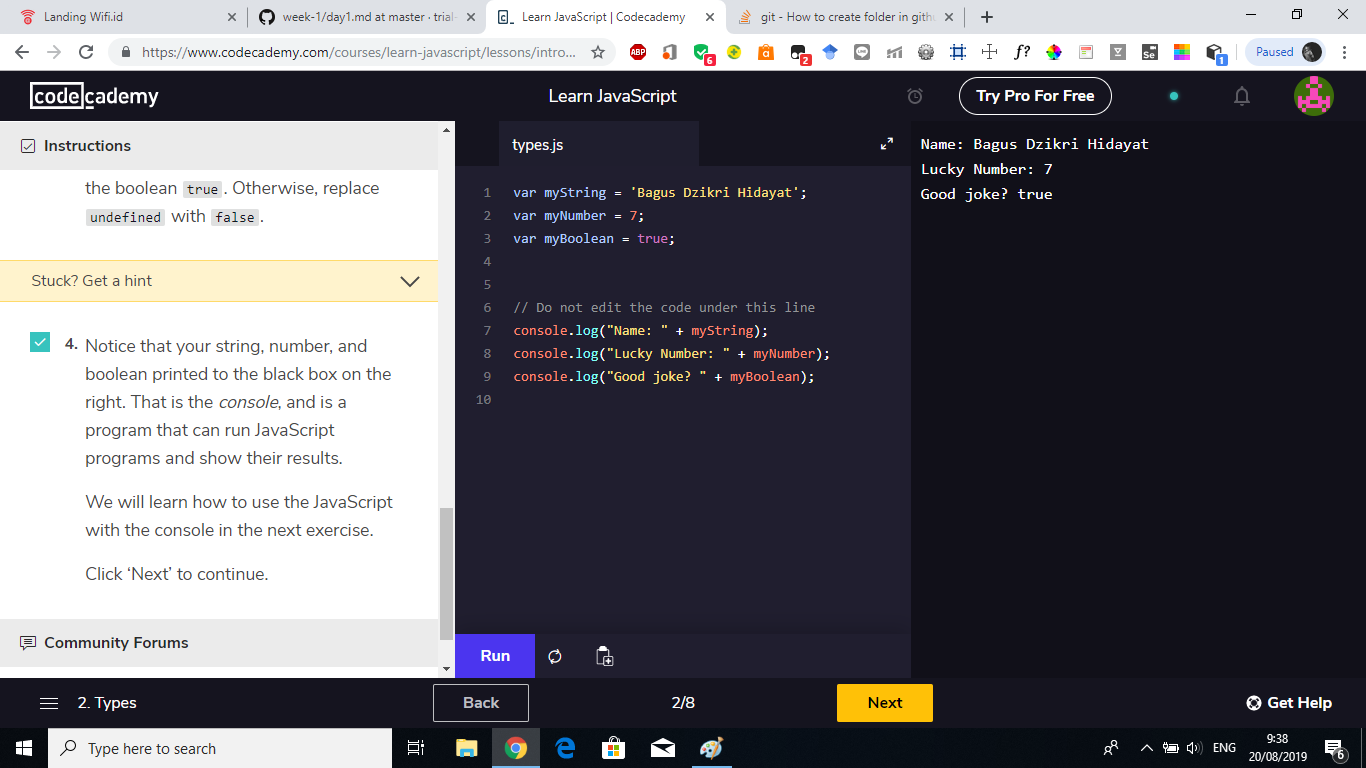 Landing Wifi.id
week-1/day1.md at master · trial-
Learn JavaScript | Codecademy
git - How to create folder in gith
https://www.codecademy.com/courses/learn-javascript/lessons/intro...
ABP
6
a
2
f?
Se
1
Paused
codecademy
Learn JavaScript
Try Pro For Free
Instructions
the boolean true. Otherwise, replace
undefined with false.
Stuck? Get a hint
4. Notice that your string, number, and
boolean printed to the black box on the
right. That is the console, and is a
program that can run JavaScript
programs and show their results.
We will learn how to use the JavaScript
with the console in the next exercise.
Click ‘Next’ to continue.
Community Forums
types.js
1 var myString = 'Bagus Dzikri Hidayat';
2 var myNumber = 7;
3 var myBoolean = true;
4
5
6 // Do not edit the code under this line
7 console.log("Name: " + myString);
8 console.log("Lucky Number: " + myNumber);
9 console.log("Good joke? " + myBoolean);
10
Run
Name: Bagus Dzikri Hidayat
Lucky Number: 7
Good joke? true
2. Types
Back
2/8
Next
Get Help
Type here to search
ENG
9:38
20/08/2019
6